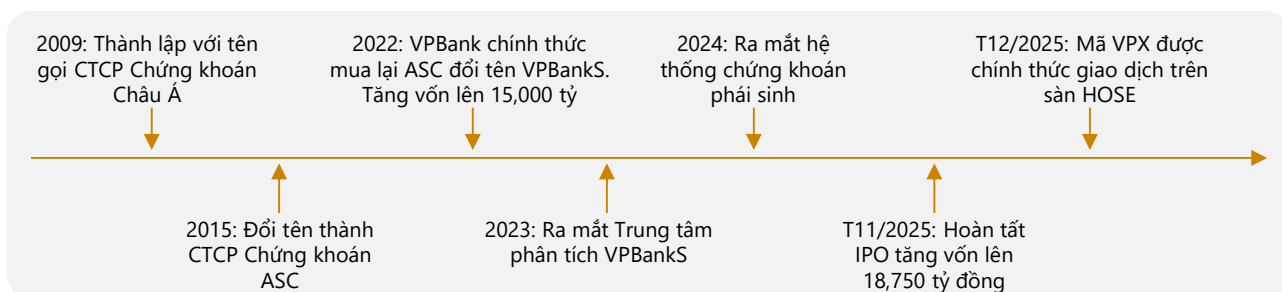 2009: Thành lập với tên
gọi CTCP Chứng khoán
Châu Á
2022: VPBank chính thức
mua lại ASC đổi tên VPBankS.
Tăng vốn lên 15,000 tỷ
2024: Ra mắt hệ
thống chứng khoán
phái sinh
T12/2025: Mã VPX được
chính thức giao dịch trên
sàn HOSE
2015: Đổi tên thành
CTCP Chứng khoán
ASC
2023: Ra mắt Trung tâm
phân tích VPBankS
T11/2025: Hoàn tất
IPO tăng vốn lên
18,750 tỷ đồng